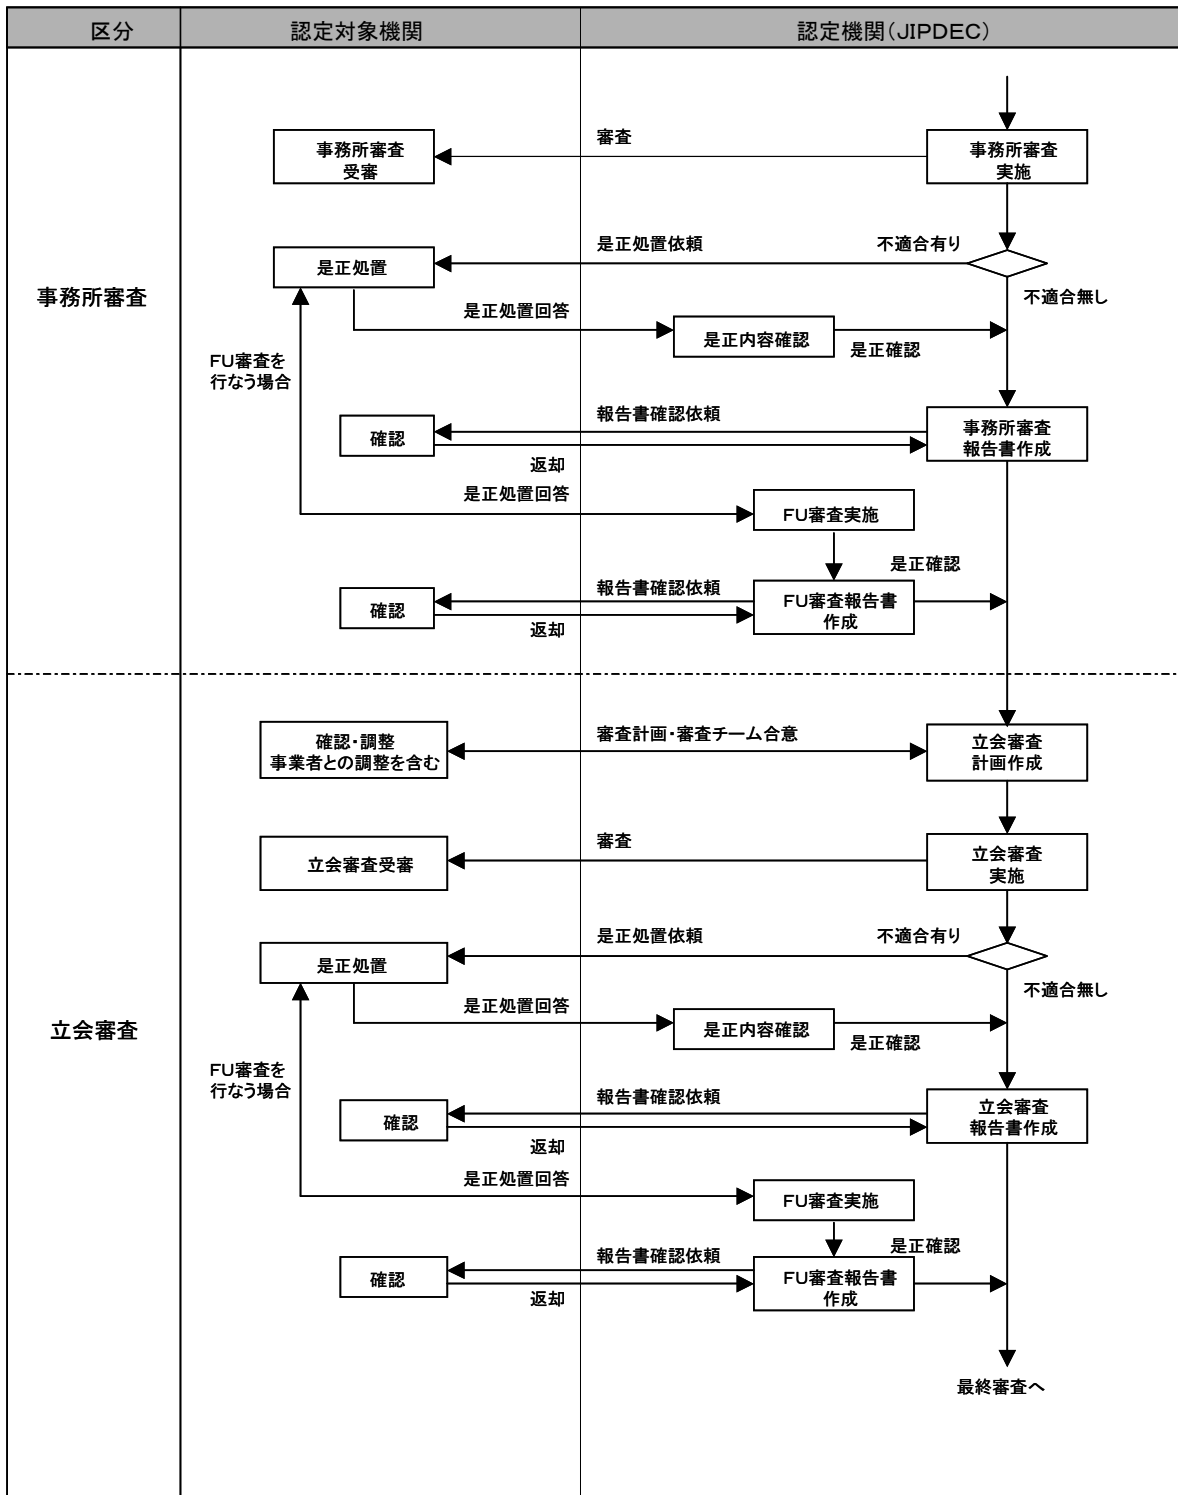 区分
認定対象機関
認定機関（JIPDEC）
審査
事務所審査
受審
事務所審査
実施
是正処置依頼
不適合有り
是正処置
事務所審査
不適合無し
是正処置回答
是正内容確認
是正確認
FU審査を
行なう場合
報告書確認依頼
確認
事務所審査
報告書作成
返却
是正処置回答
FU審査実施
是正確認
報告書確認依頼
確認
FU審査報告書
作成
返却
確認・調整
事業者との調整を含む
審査計画・審査チーム合意
立会審査
計画作成
審査
立会審査受審
立会審査
実施
是正処置依頼
不適合有り
是正処置
不適合無し
是正処置回答
立会審査
是正内容確認
是正確認
FU審査を
行なう場合
報告書確認依頼
確認
立会審査
報告書作成
返却
是正処置回答
FU審査実施
是正確認
報告書確認依頼
確認
FU審査報告書
作成
返却
最終審査へ